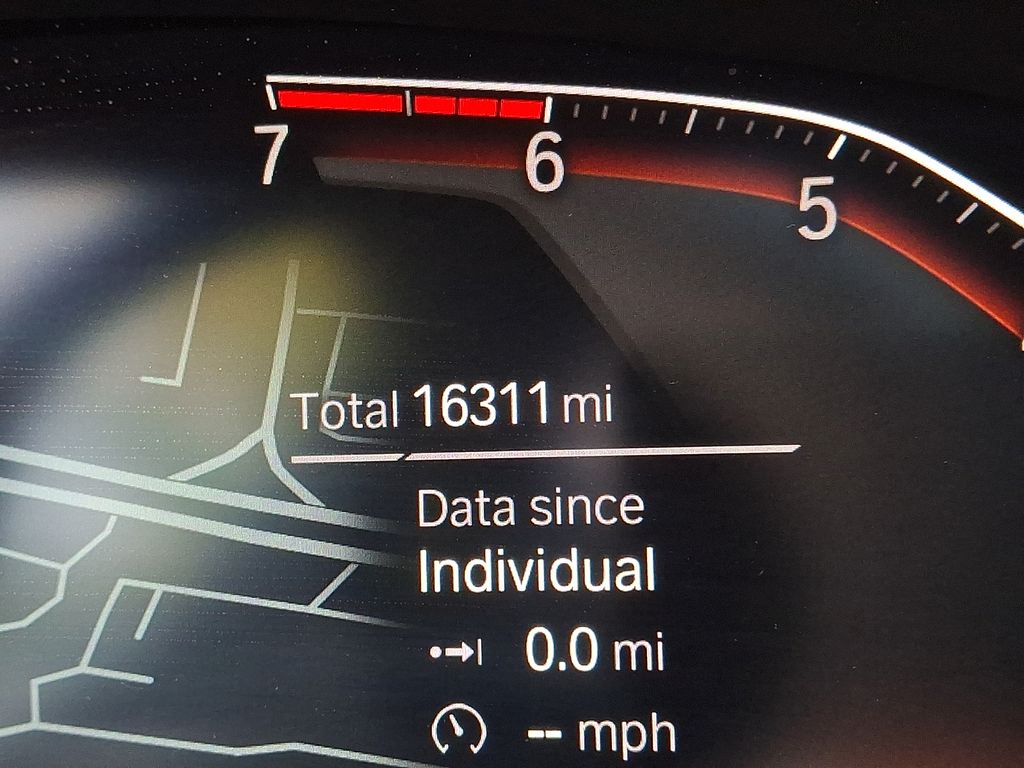 7 6 5
Total 16311 mi
Data since
Individual
0.0 mi
-- mph